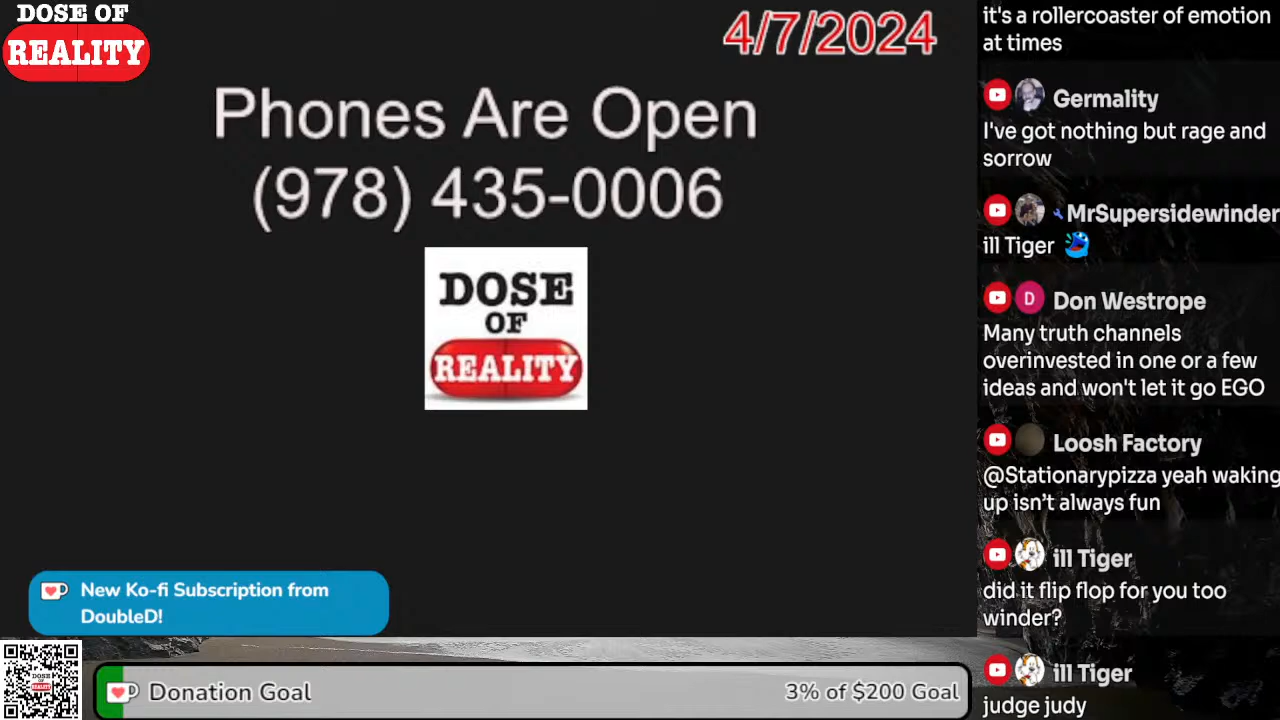 DOSE OF
REALITY
4/7/2024
Phones Are Open
(978) 435-0006
DOSE
OF
REALITY
New Ko-fi Subscription from
DoubleD!
DOSE
OF
REALITY
Donation Goal
3% of $200 Goal
it's a rollercoaster of emotion
at times
Germality
I've got nothing but rage and
sorrow
MrSupersidewinder
ill Tiger
D
Don Westrope
Many truth channels
overinvested in one or a few
ideas and won't let it go EGO
Loosh Factory
@Stationarypizza yeah waking
up isn’t always fun
ill Tiger
did it flip flop for you too
winder?
ill Tiger
judge judy